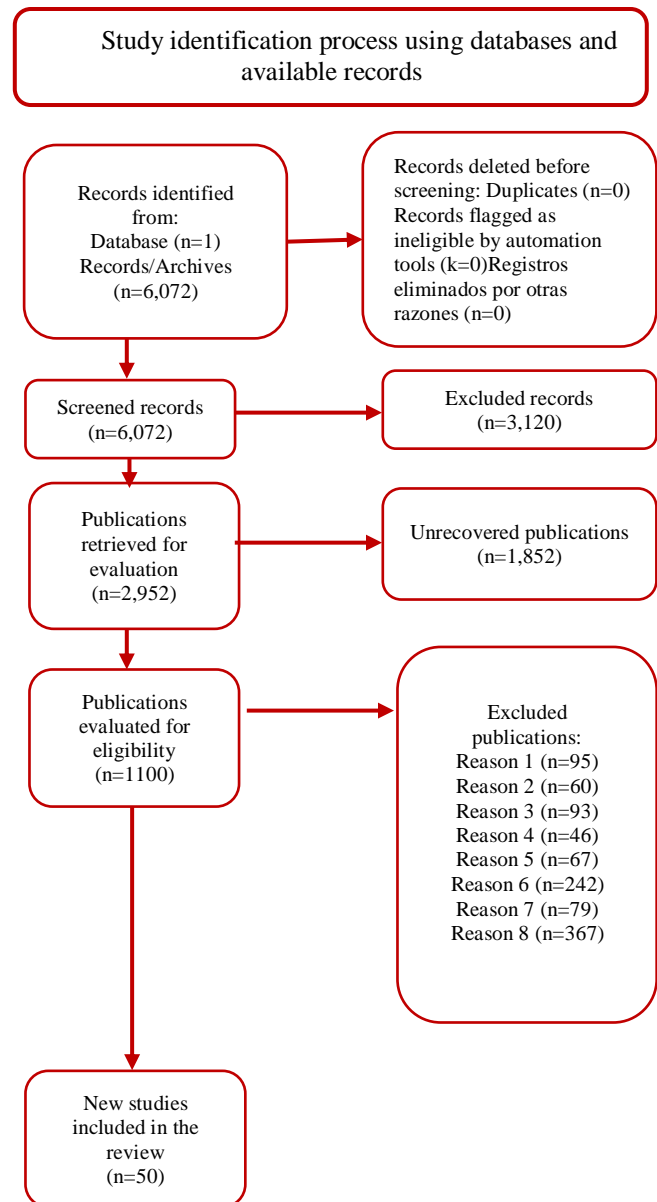 Study identification process using databases and
available records
Records identified
from:
Database (n=1)
Records/Archives
(n=6,072)
Records deleted before
screening: Duplicates (n=0)
Records flagged as
ineligible by automation
tools (k=0)Registros
eliminados por otras
razones (n=0)
Screened records
(n=6,072)
Excluded records
(n=3,120)
Publications
retrieved for
evaluation
(n=2,952)
Unrecovered publications
(n=1,852)
Publications
evaluated for
eligibility
(n=1100)
Excluded
publications:
Reason 1 (n=95)
Reason 2 (n=60)
Reason 3 (n=93)
Reason 4 (n=46)
Reason 5 (n=67)
Reason 6 (n=242)
Reason 7 (n=79)
Reason 8 (n=367)
New studies
included in the
review
(n=50)